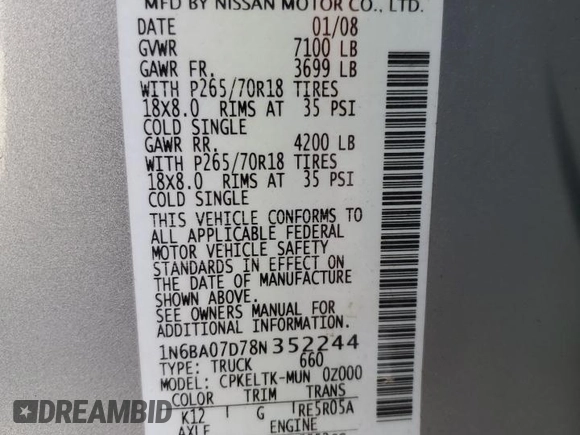 MFD BY NISSAN MOTOR CO., LTD.
DATE 01/08
GVWR 7100 LB
GAWR FR. 3699 LB
WITH P265/70R18 TIRES
18X8.0 RIMS AT 35 PSI
COLD SINGLE
GAWR RR. 4200 LB
WITH P265/70R18 TIRES
18X8.0 RIMS AT 35 PSI
COLD SINGLE
THIS VEHICLE CONFORMS TO
ALL APPLICABLE FEDERAL
MOTOR VEHICLE SAFETY
STANDARDS IN EFFECT ON
THE DATE OF MANUFACTURE
SHOWN ABOVE.
SEE OWNERS MANUAL FOR
ADDITIONAL INFORMATION.
1N6BA07D78N352244
TYPE: TRUCK 660
MODEL: CPKELTK-MUN 0Z000
COLOR TRIM TRANS
K12 G RE5R05A
AXLE ENGINE
AUTOHELPERBOT.COM